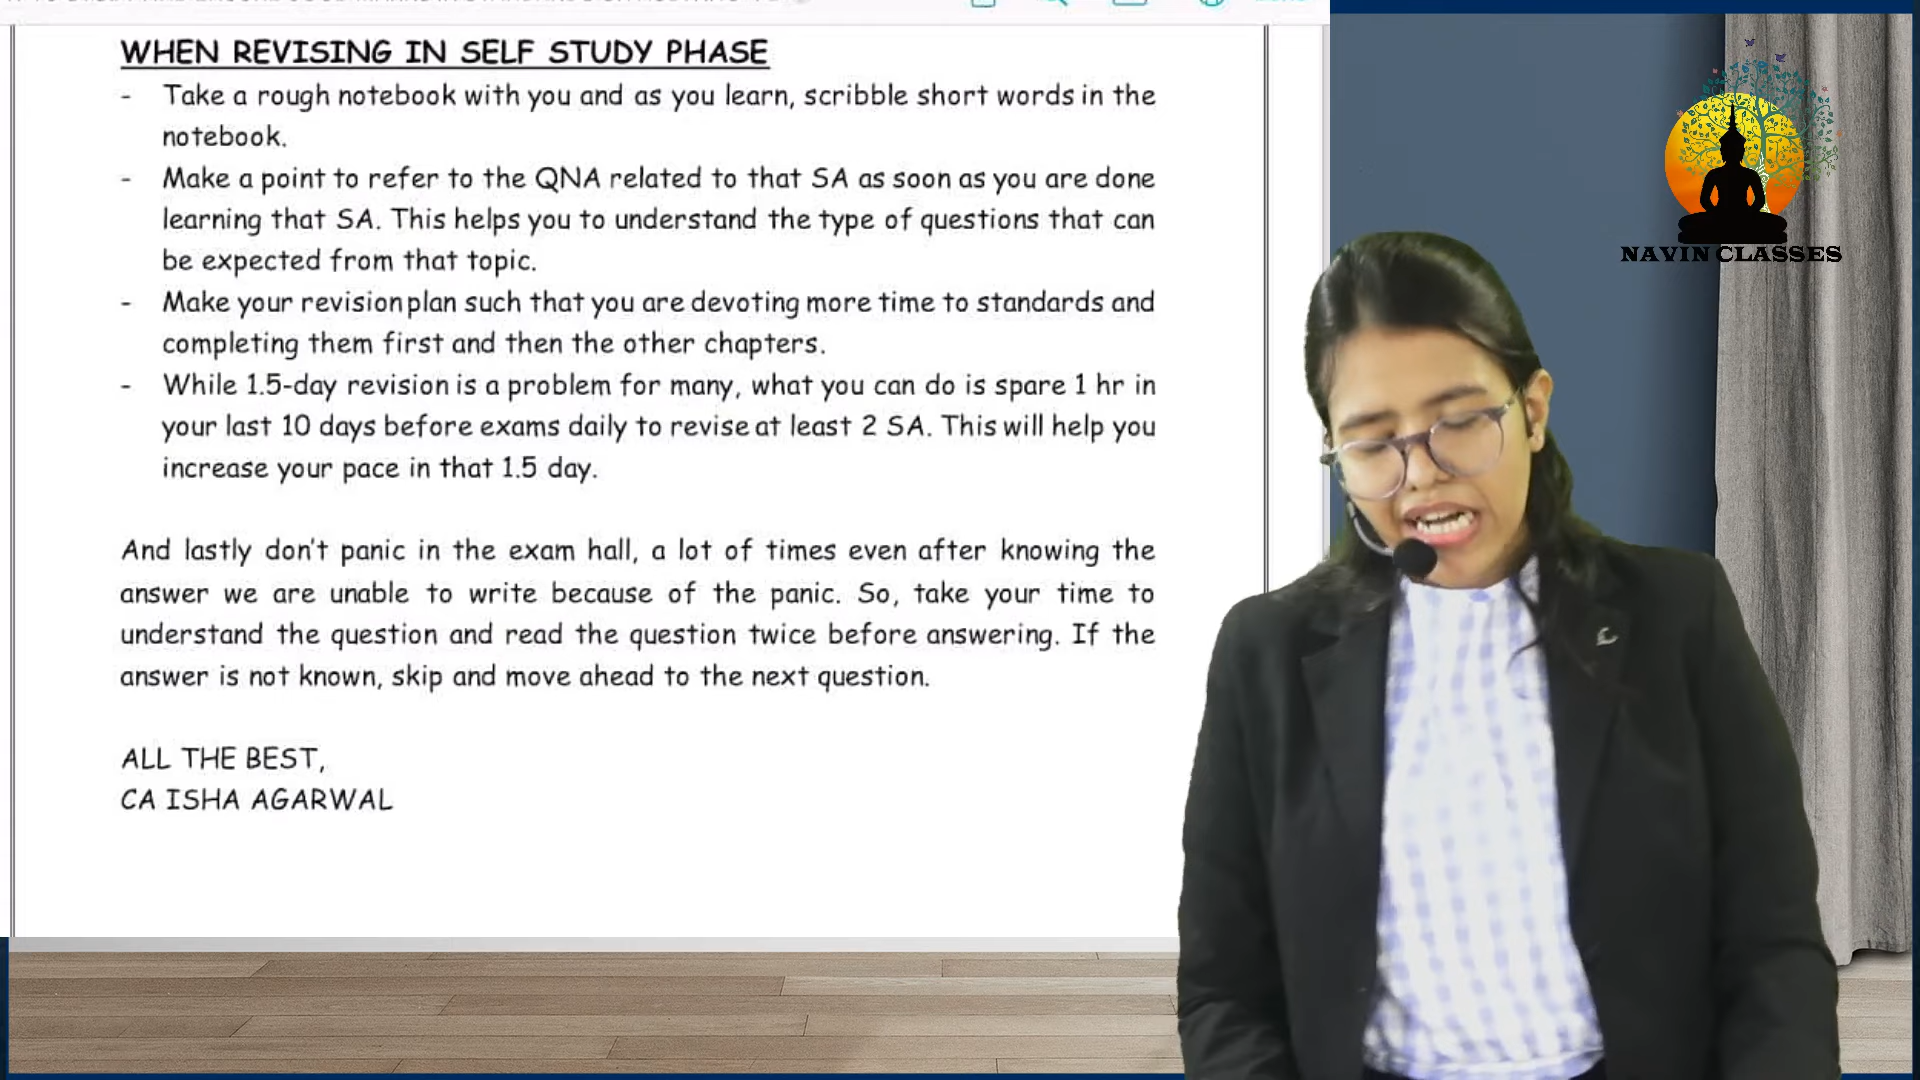 WHEN REVISING IN SELF STUDY PHASE
- Take a rough notebook with you and as you learn, scribble short words in the
notebook.
- Make a point to refer to the QNA related to that SA as soon as you are done
learning that SA. This helps you to understand the type of questions that can
be expected from that topic.
- Make your revision plan such that you are devoting more time to standards and
completing them first and then the other chapters.
- While 1.5-day revision is a problem for many, what you can do is spare 1 hr in
your last 10 days before exams daily to revise at least 2 SA. This will help you
increase your pace in that 1.5 day.
And lastly don't panic in the exam hall, a lot of times even after knowing the
answer we are unable to write because of the panic. So, take your time to
understand the question and read the question twice before answering. If the
answer is not known, skip and move ahead to the next question.
ALL THE BEST,
CA ISHA AGARWAL
NAVIN CLASSES